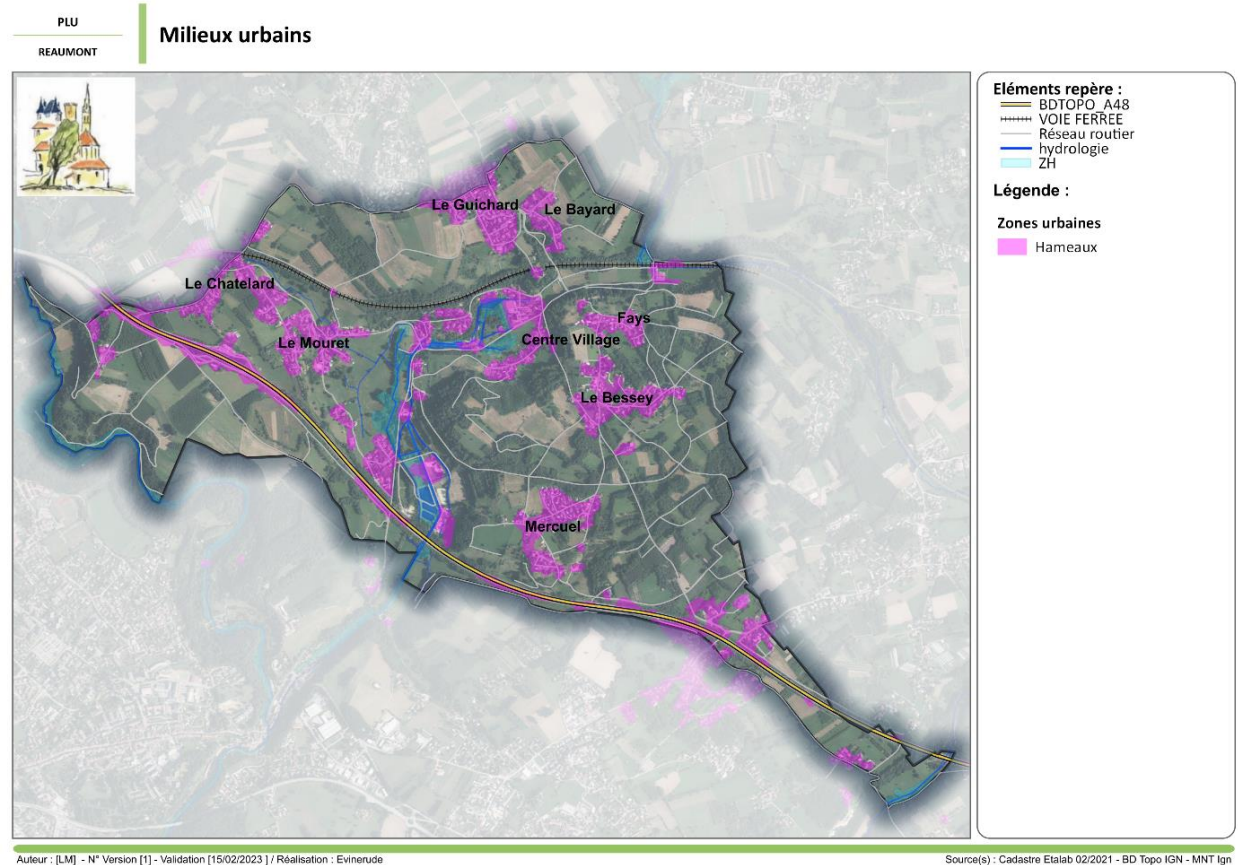 PLU
REAUMONT
Milieux urbains
Le Guichard
Le Bayard
Le Chatelard
Le Mouret
Fays
Centre Village
Le Bessey
Mercuel
Eléments repère :
BDTOPO_A48
VOIE FERREE
Réseau routier
hydrologie
ZH
Légende :
Zones urbaines
Hameaux
Auteur : [LM] - N° Version [1] - Validation [15/02/2023 ] / Réalisation : Evinerude
Source(s) : Cadastre Etalab 02/2021 - BD Topo IGN - MNT Ign